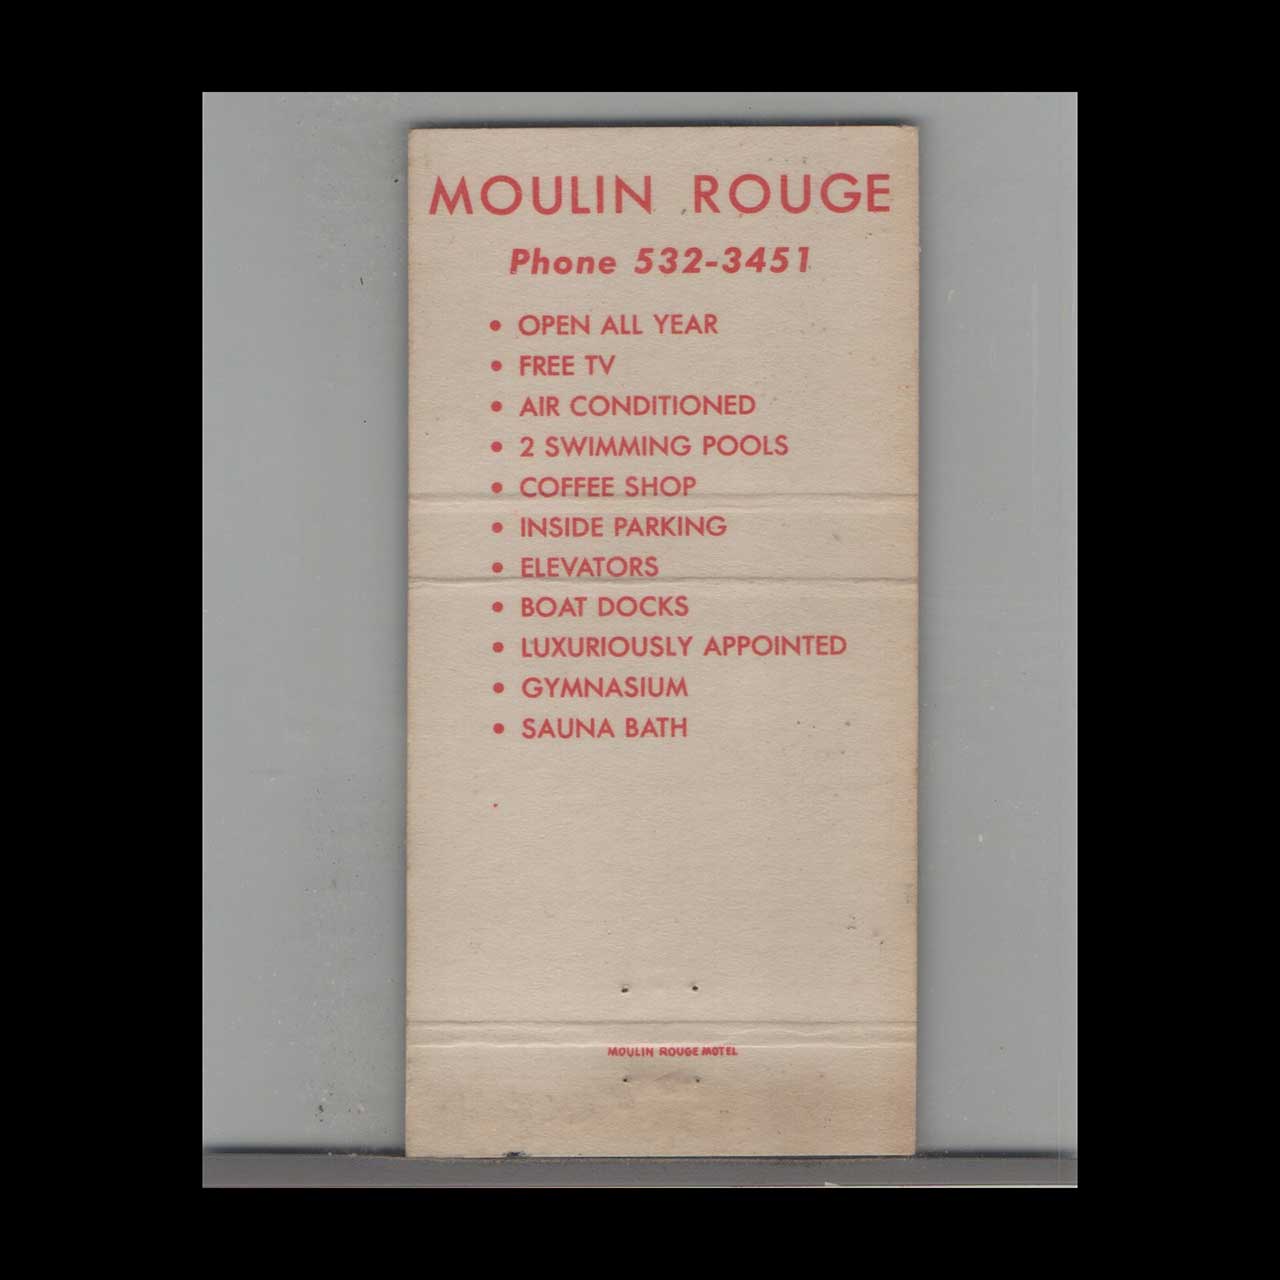 MOULIN ROUGE
Phone 532-3451
• OPEN ALL YEAR
• FREE TV
• AIR CONDITIONED
• 2 SWIMMING POOLS
• COFFEE SHOP
• INSIDE PARKING
• ELEVATORS
• BOAT DOCKS
• LUXURIOUSLY APPOINTED
• GYMNASIUM
• SAUNA BATH
MOULIN ROUGE MOTEL